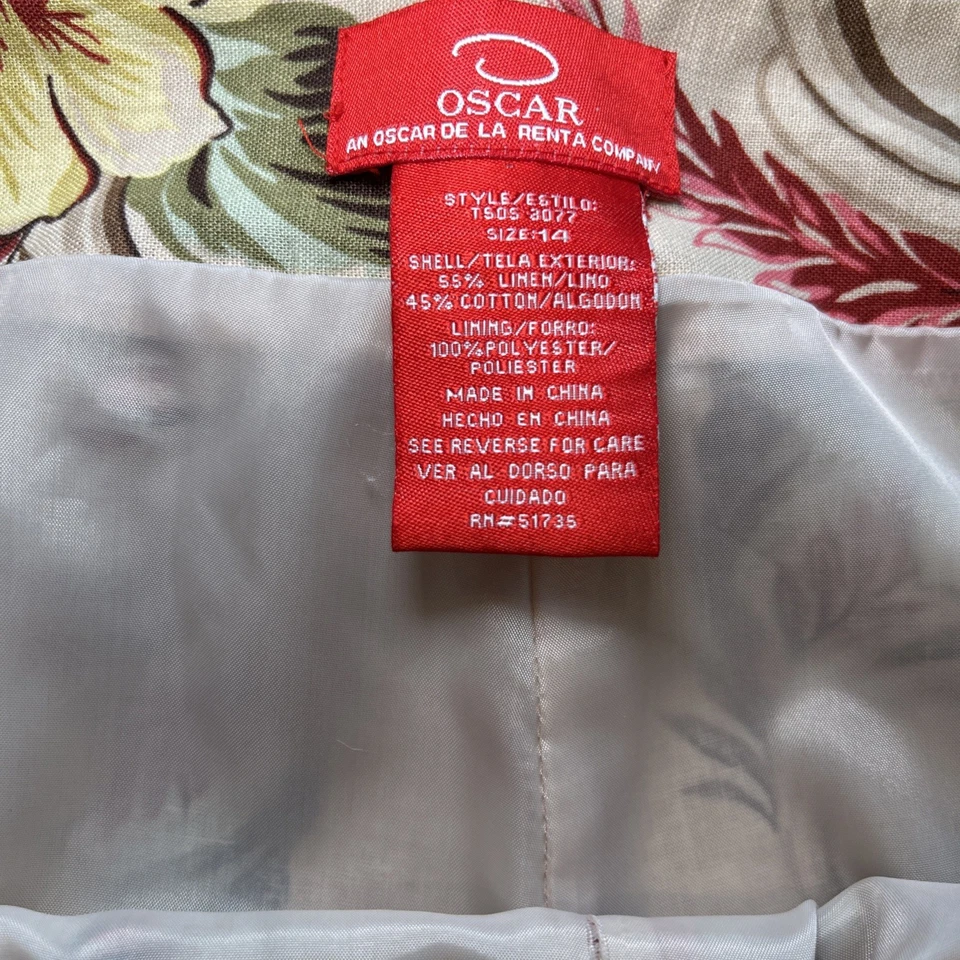 OSCAR
AN OSCAR DE LA RENTA COMPANY
STYLE/ESTILO:
TSOS 3077
SIZE:14
SHELL/TELA EXTERIOR:
55% LINEN/LINO
45% COTTON/ALGODON
LINING/FORRO:
100%POLYESTER/
POLIESTER
MADE IN CHINA
HECHO EN CHINA
SEE REVERSE FOR CARE
VER AL DORSO PARA
CUIDADO
RN#51735